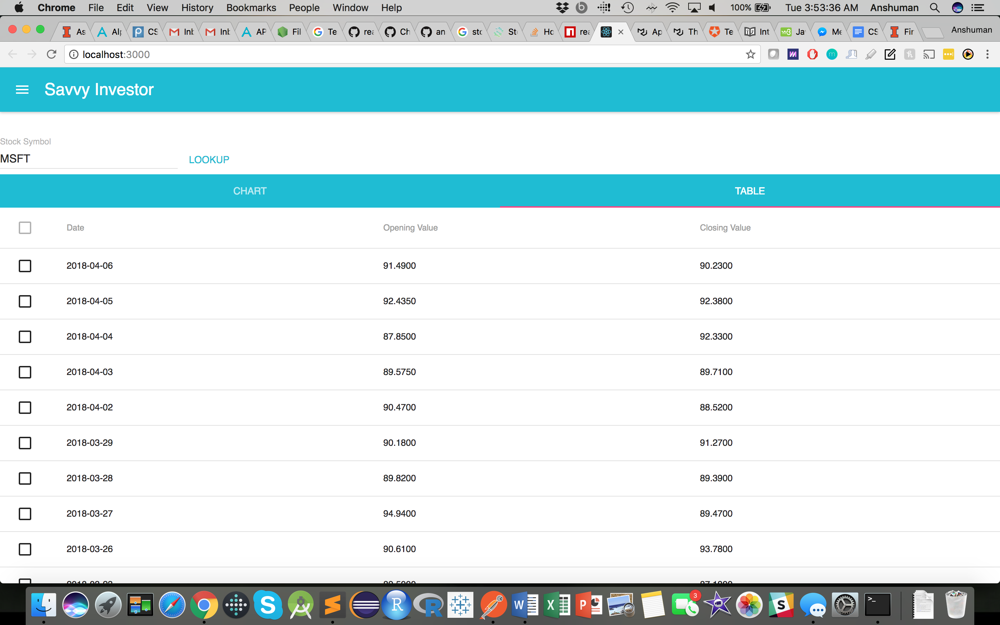 Chrome File Edit View History Bookmarks People Window Help 100% Tue 3:53:36 AM Anshuman
As Alp CS Inb Inb AP Fil Te rea Ch an sto St Ho rea Ap Th Te Int Ja Me CS Fir Anshuman
localhost:3000
Savvy Investor
Stock Symbol
MSFT LOOKUP
CHART TABLE
Date Opening Value Closing Value
2018-04-06 91.4900 90.2300
2018-04-05 92.4350 92.3800
2018-04-04 87.8500 92.3300
2018-04-03 89.5750 89.7100
2018-04-02 90.4700 88.5200
2018-03-29 90.1800 91.2700
2018-03-28 89.8200 89.3900
2018-03-27 94.9400 89.4700
2018-03-26 90.6100 93.7800
3